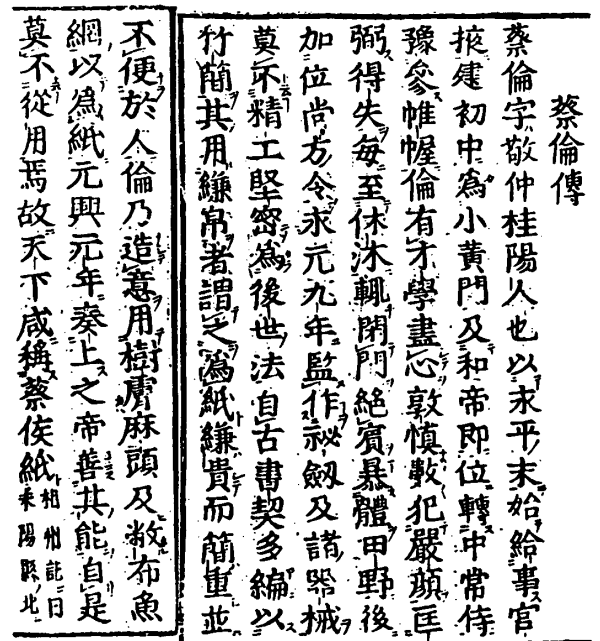 蔡倫傳
蔡倫字敬仲桂陽人也以永平末始給事官
掖建初中為小黃門及和帝即位轉中常侍
豫參帷幄倫有才學盡心敦慎數犯嚴顏匡
弼得失每至休沐輒閉門絕賓暴體田野後
加位尚方令永元九年監作祕劔及諸器械
莫不精工堅密為後世法自古書契多編以
竹簡其用縑帛者謂之為紙縑貴而簡重並
不便於人倫乃造意用樹膚麻頭及敝布魚
網以為紙元興元年奏上之帝善其能自是
莫不從用焉故天下咸稱蔡侯紙
相州記曰
耒陽縣北